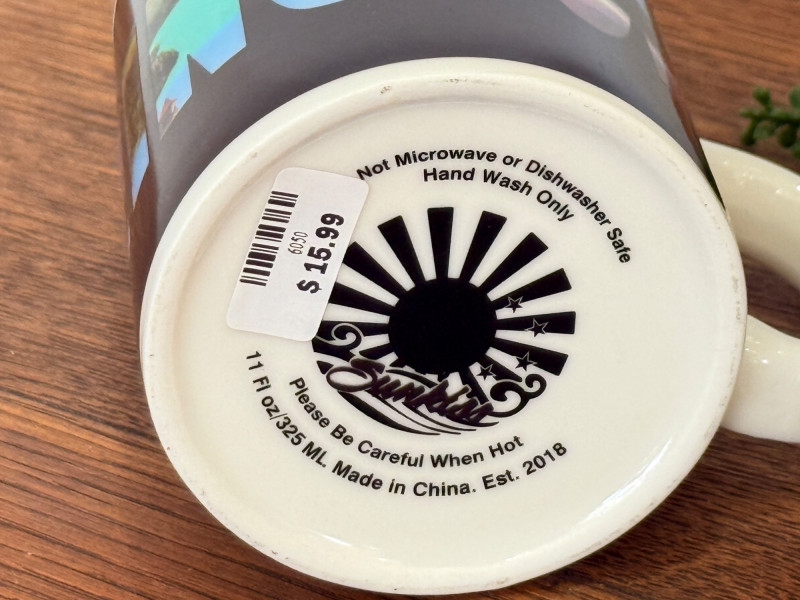 Not Microwave or Dishwasher Safe
Hand Wash Only
6050
$ 15.99
Sunkiss
Please Be Careful When Hot
11 Fl oz/325 ML Made in China. Est. 2018